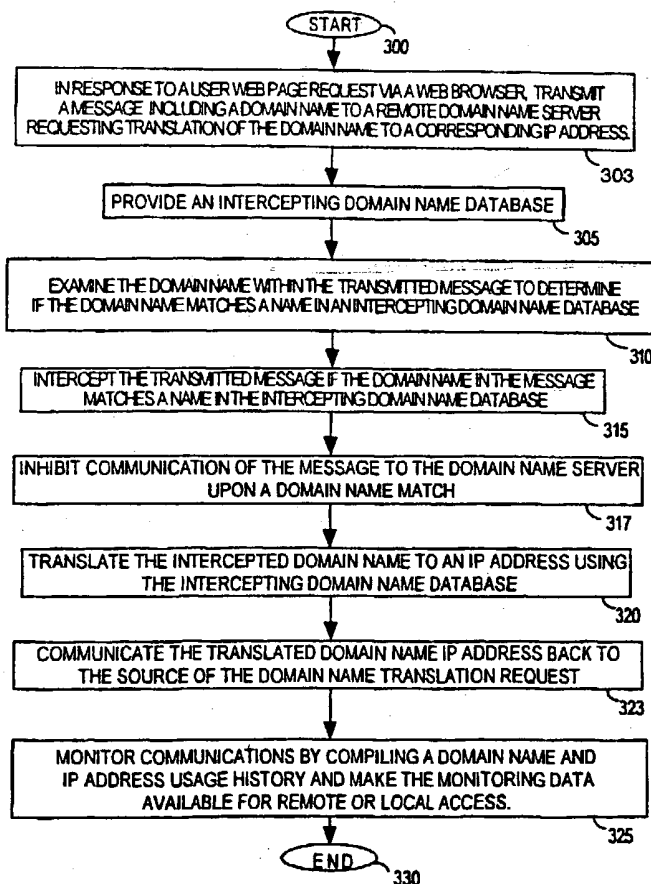 START
300
IN RESPONSE TO A USER WEB PAGE REQUEST VIA A WEB BROWSER, TRANSMIT
A MESSAGE INCLUDING A DOMAIN NAME TO A REMOTE DOMAIN NAME SERVER
REQUESTING TRANSLATION OF THE DOMAIN NAME TO A CORRESPONDING IP ADDRESS.
303
PROVIDE AN INTERCEPTING DOMAIN NAME DATABASE
305
EXAMINE THE DOMAIN NAME WITHIN THE TRANSMITTED MESSAGE TO DETERMINE
IF THE DOMAIN NAME MATCHES A NAME IN AN INTERCEPTING DOMAIN NAME DATABASE
310
INTERCEPT THE TRANSMITTED MESSAGE IF THE DOMAIN NAME IN THE MESSAGE
MATCHES A NAME IN THE INTERCEPTING DOMAIN NAME DATABASE
315
INHIBIT COMMUNICATION OF THE MESSAGE TO THE DOMAIN NAME SERVER
UPON A DOMAIN NAME MATCH
317
TRANSLATE THE INTERCEPTED DOMAIN NAME TO AN IP ADDRESS USING
THE INTERCEPTING DOMAIN NAME DATABASE
320
COMMUNICATE THE TRANSLATED DOMAIN NAME IP ADDRESS BACK TO
THE SOURCE OF THE DOMAIN NAME TRANSLATION REQUEST
323
MONITOR COMMUNICATIONS BY COMPILING A DOMAIN NAME AND
IP ADDRESS USAGE HISTORY AND MAKE THE MONITORING DATA
AVAILABLE FOR REMOTE OR LOCAL ACCESS.
325
END
330